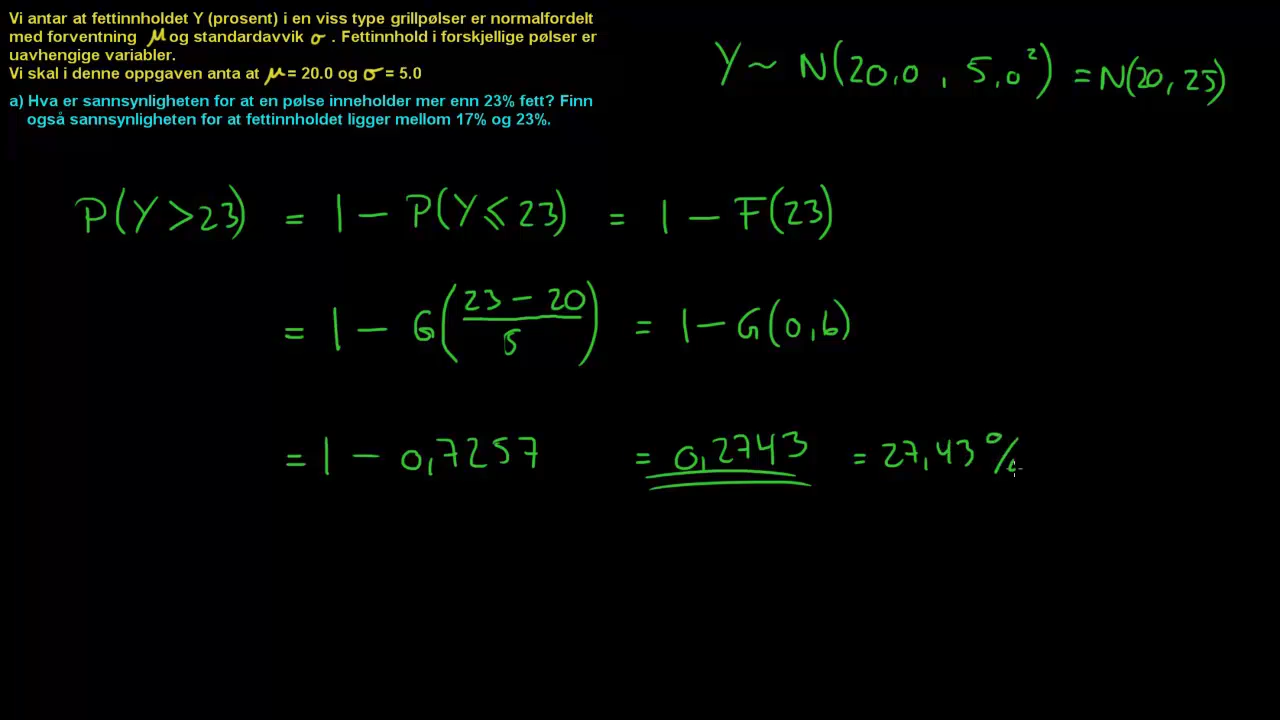 Vi antar at fettinnholdet Y (prosent) i en viss type grillpølser er normalfordelt
med forventning μ og standardavvik σ . Fettinnhold i forskjellige pølser er
uavhengige variabler.
Vi skal i denne oppgaven anta at μ = 20.0 og σ = 5.0
a) Hva er sannsynligheten for at en pølse inneholder mer enn 23% fett? Finn
også sannsynligheten for at fettinnholdet ligger mellom 17% og 23%.
Y ~ N(20,0 , 5,0²) = N(20, 25)
P(Y > 23) = 1 − P(Y ≤ 23) = 1 − F(23)
= 1 − G((23 − 20)/5) = 1 − G(0,6)
= 1 − 0,7257 = 0,2743 = 27,43%